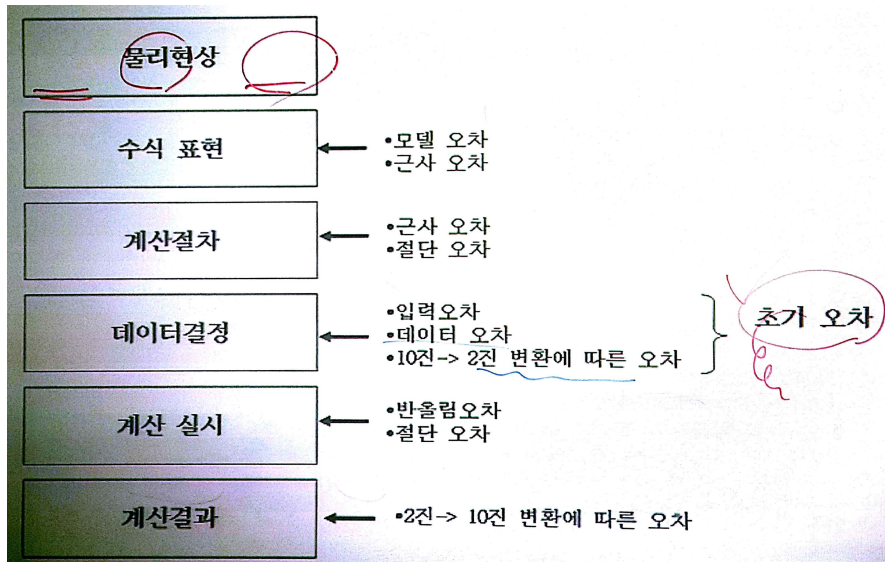 물리현상
수식 표현
•모델 오차
•근사 오차
계산절차
•근사 오차
•절단 오차
데이터결정
•입력오차
•데이터 오차
•10진-> 2진 변환에 따른 오차
초기 오차
계산 실시
•반올림오차
•절단 오차
계산결과
•2진-> 10진 변환에 따른 오차